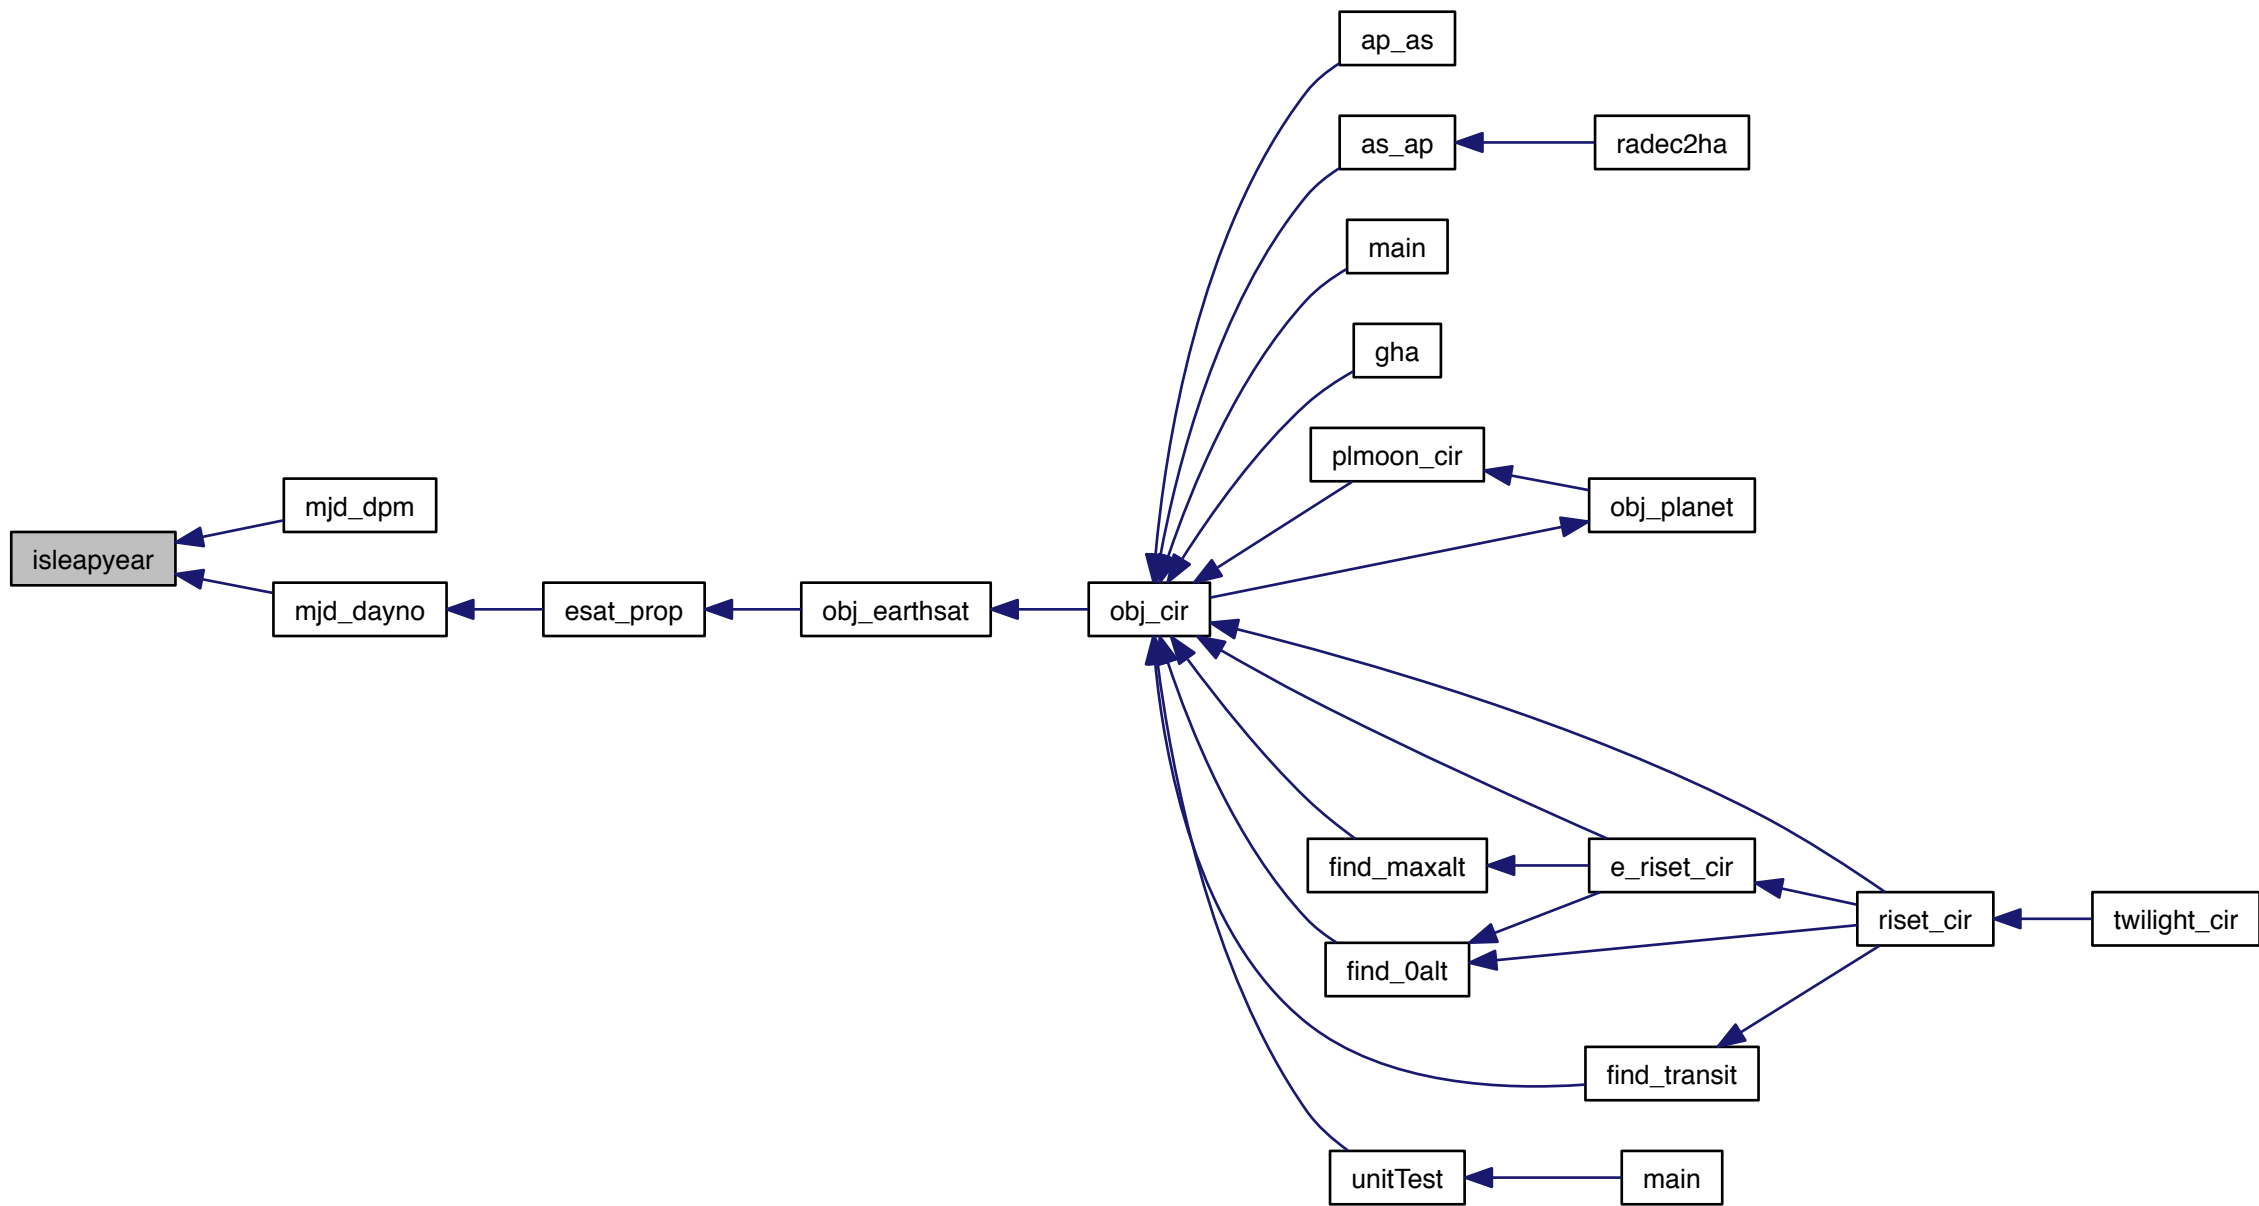 ap_as
as_ap
radec2ha
main
gha
plmoon_cir
mjd_dpm
obj_planet
isleapyear
mjd_dayno
esat_prop
obj_earthsat
obj_cir
find_maxalt
e_riset_cir
riset_cir
twilight_cir
find_0alt
find_transit
unitTest
main